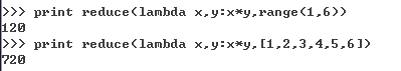 >>> print reduce(lambda x,y:x*y,range(1,6))
120
>>> print reduce(lambda x,y:x*y,[1,2,3,4,5,6])
720